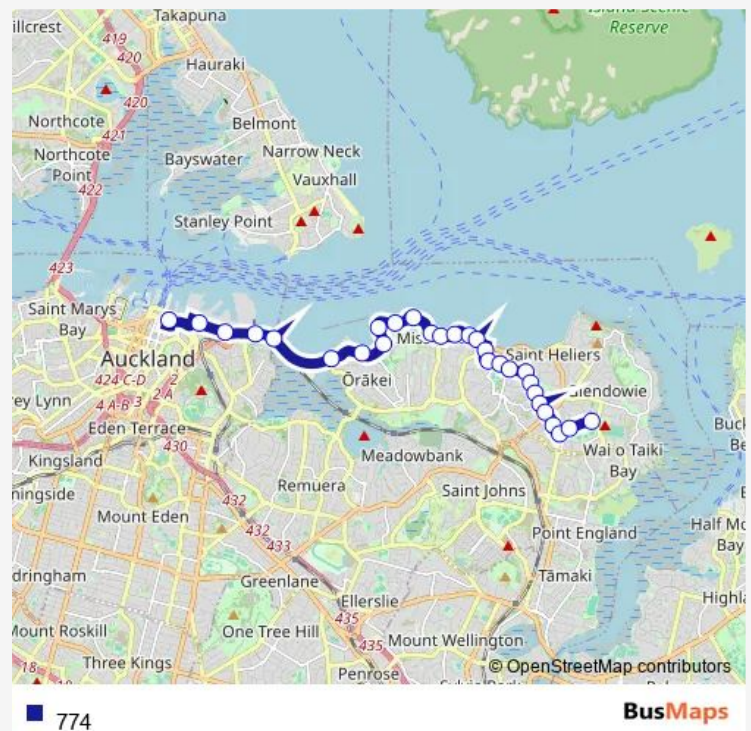 Takapuna
illcrest
419
Island Scenic
Reserve
420
Hauraki
420
Northcote
421
Belmont
Northcote
Point
Bayswater
Narrow Neck
Vauxhall
422
Stanley Point
423
Saint Marys
Bay
Auckland
Miss
Saint Heliers
Ōrākei
424 C-D
2
2 A
4 A-B
3
ey Lynn
Glendowie
Eden Terrace
430
Kingsland
Meadowbank
Wai o Taiki
Bay
Buck
Be
ningside
Remuera
Saint Johns
432
Mount Eden
432
433
Point England
Half Mo
Bay
dringham
Greenlane
Tāmaki
Ellerslie
Highla
435
Mount Roskill
One Tree Hill
435
Mount Wellington
Three Kings
18
Penrose
© OpenStreetMap contributors
774
BusMaps